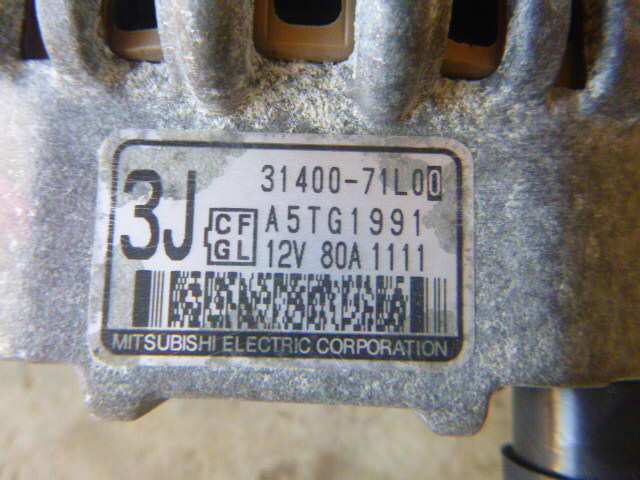 3J
31400-71L00
CF
GL
A5TG1991
12V 80A 1111
MITSUBISHI ELECTRIC CORPORATION